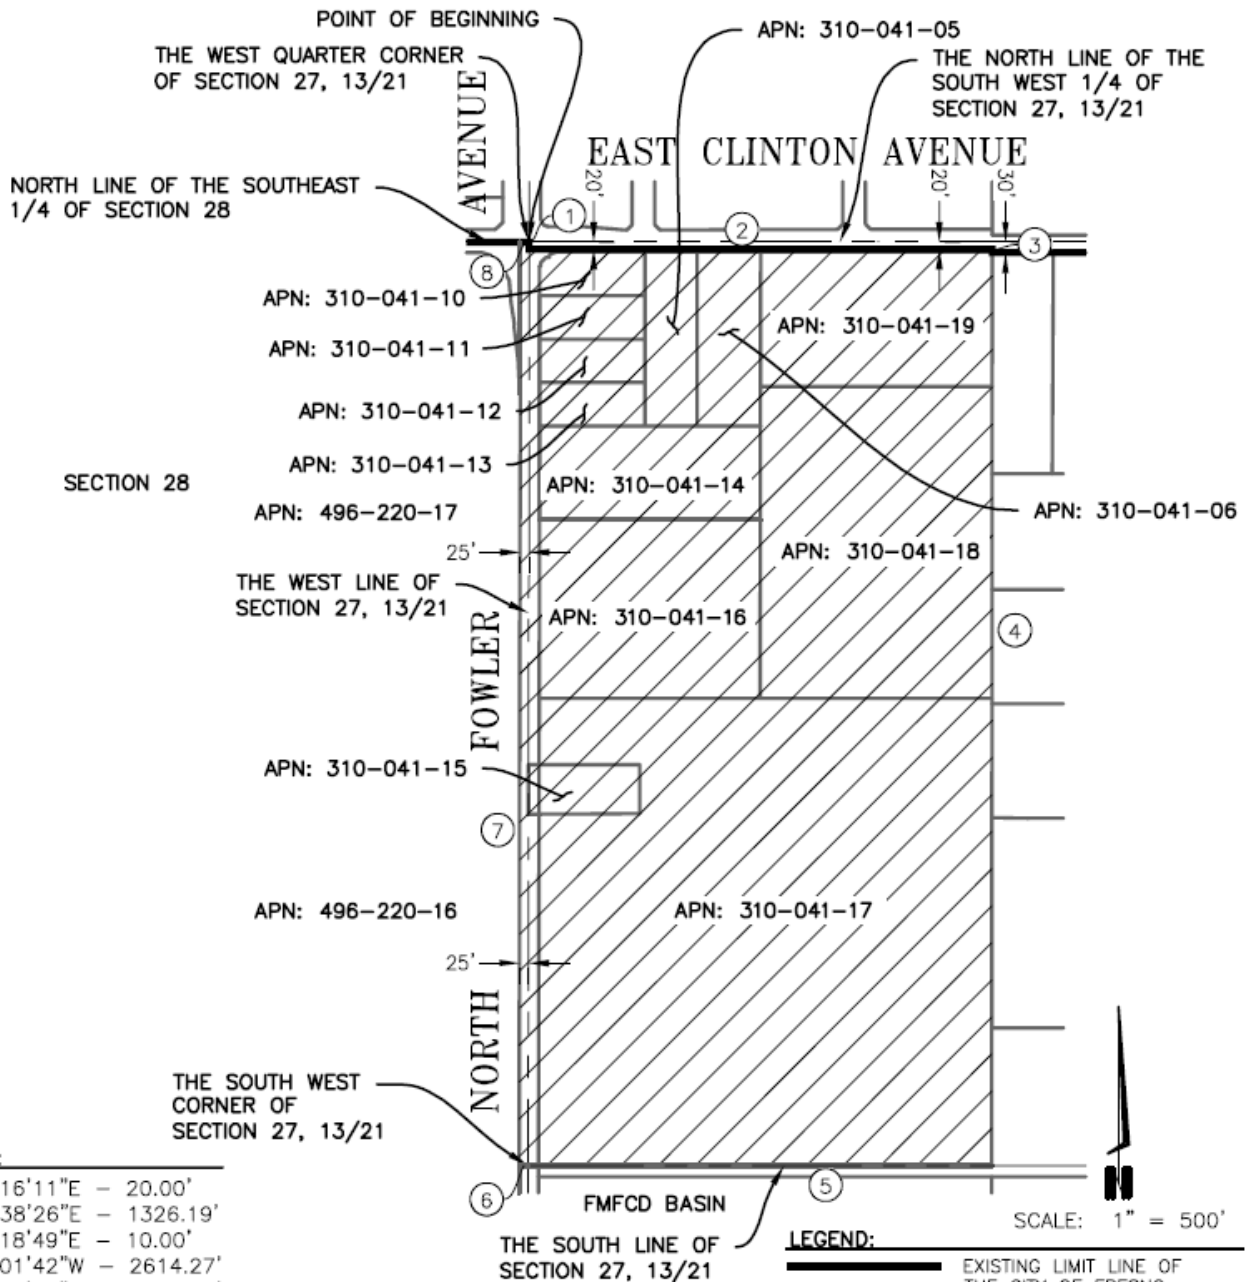 POINT OF BEGINNING
APN: 310-041-05
THE WEST QUARTER CORNER
OF SECTION 27, 13/21
THE NORTH LINE OF THE
SOUTH WEST 1/4 OF
SECTION 27, 13/21
AVENUE
EAST CLINTON AVENUE
NORTH LINE OF THE SOUTHEAST
1/4 OF SECTION 28
20'
20'
30'
1
2
3
8
APN: 310-041-10
APN: 310-041-11
APN: 310-041-19
APN: 310-041-12
APN: 310-041-13
SECTION 28
APN: 310-041-14
APN: 496-220-17
APN: 310-041-06
25'
APN: 310-041-18
THE WEST LINE OF
SECTION 27, 13/21
APN: 310-041-16
4
FOWLER
APN: 310-041-15
7
APN: 496-220-16
APN: 310-041-17
25'
NORTH
THE SOUTH WEST
CORNER OF
SECTION 27, 13/21
6
5
FMFCD BASIN
THE SOUTH LINE OF
SECTION 27, 13/21
16'11"E - 20.00'
38'26"E - 1326.19'
18'49"E - 10.00'
01'42"W - 2614.27'
SCALE: 1" = 500'
LEGEND:
EXISTING LIMIT LINE OF
THE CITY OF FRESNO